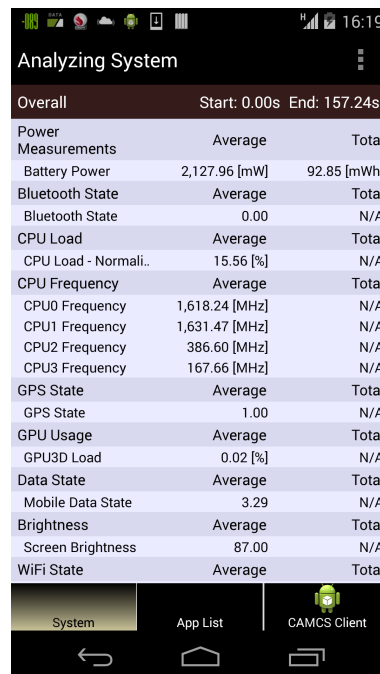 -089 DATA H 16:19
Analyzing System
Overall Start: 0.00s End: 157.24s
Power
Measurements Average Tota
Battery Power 2,127.96 [mW] 92.85 [mWh
Bluetooth State Average Tota
Bluetooth State 0.00 N/A
CPU Load Average Tota
CPU Load - Normali.. 15.56 [%] N/A
CPU Frequency Average Tota
CPU0 Frequency 1,618.24 [MHz] N/A
CPU1 Frequency 1,631.47 [MHz] N/A
CPU2 Frequency 386.60 [MHz] N/A
CPU3 Frequency 167.66 [MHz] N/A
GPS State Average Tota
GPS State 1.00 N/A
GPU Usage Average Tota
GPU3D Load 0.02 [%] N/A
Data State Average Tota
Mobile Data State 3.29 N/A
Brightness Average Tota
Screen Brightness 87.00 N/A
WiFi State Average Tota
System App List CAMCS Client